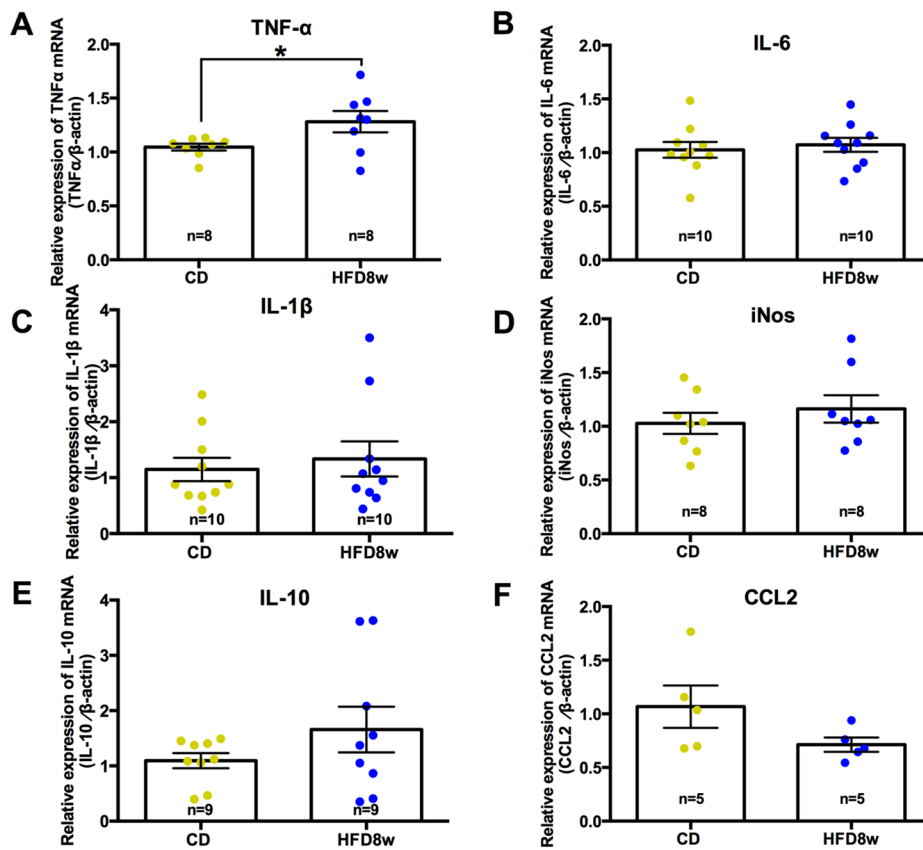 A
TNF-α
Relative expression of TNFα mRNA
(TNFα/β-actin)
2.0
1.5
1.0
0.5
0.0
*
n=8
n=8
CD
HFD8w
B
IL-6
Relative expression of IL-6 mRNA
(IL-6/β-actin)
2.0
1.5
1.0
0.5
0.0
n=10
n=10
CD
HFD8w
C
IL-1β
Relative expression of IL-1β mRNA
(IL-1β/β-actin)
4
3
2
1
0
n=10
n=10
CD
HFD8w
D
iNos
Relative expression of iNos mRNA
(iNos/β-actin)
2.0
1.5
1.0
0.5
0.0
n=8
n=8
CD
HFD8w
E
IL-10
Relative expression of IL-10 mRNA
(IL-10/β-actin)
4
3
2
1
0
n=9
n=9
CD
HFD8w
F
CCL2
Relative expression of CCL2 mRNA
(CCL2/β-actin)
2.0
1.5
1.0
0.5
0.0
n=5
n=5
CD
HFD8w